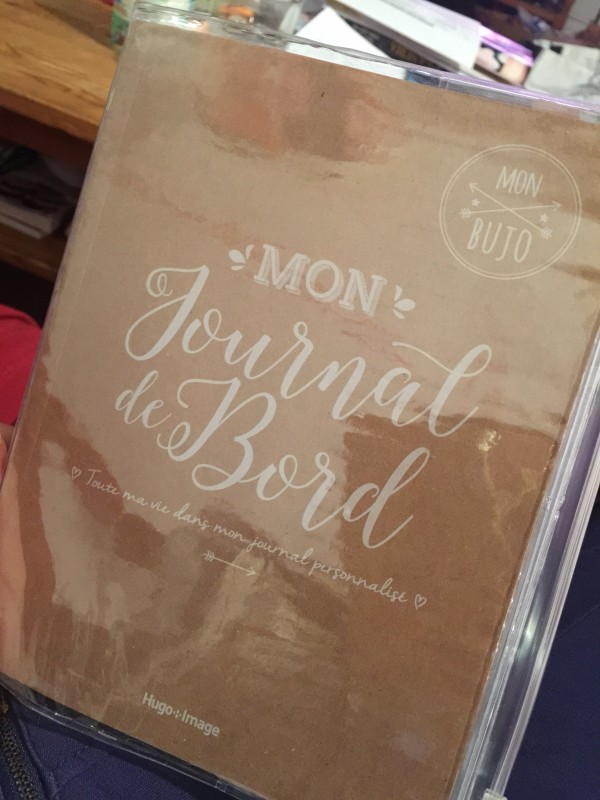 MON
BUJO
MON
Journal
de Bord
Toute ma vie dans mon journal personnalisé
Hugo+Image